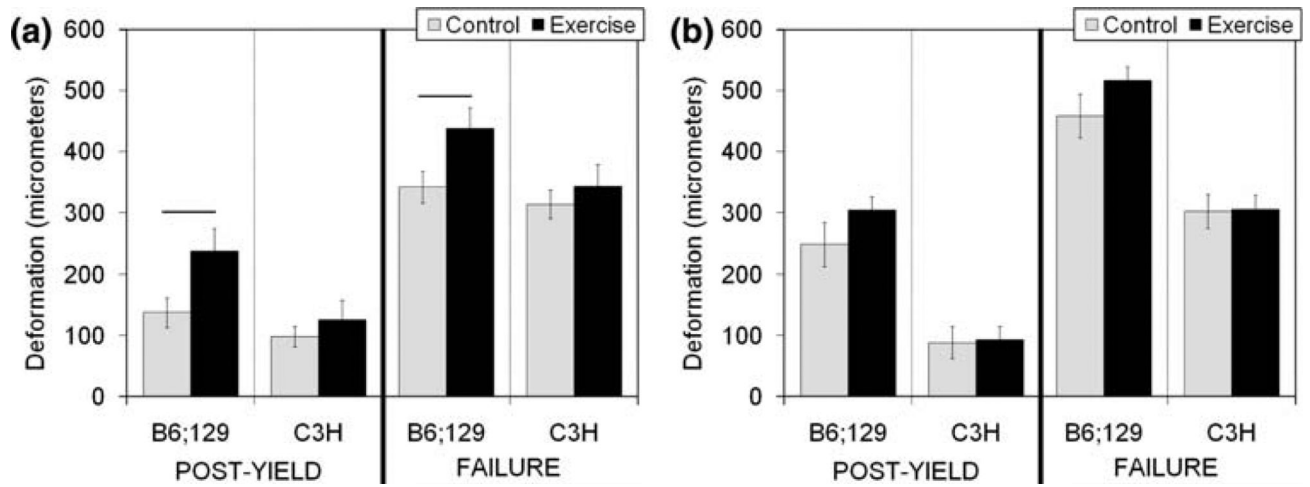 (a)
Control Exercise
Deformation (micrometers)
600
500
400
300
200
100
0
B6;129 C3H B6;129 C3H
POST-YIELD FAILURE
(b)
Control Exercise
Deformation (micrometers)
600
500
400
300
200
100
0
B6;129 C3H B6;129 C3H
POST-YIELD FAILURE